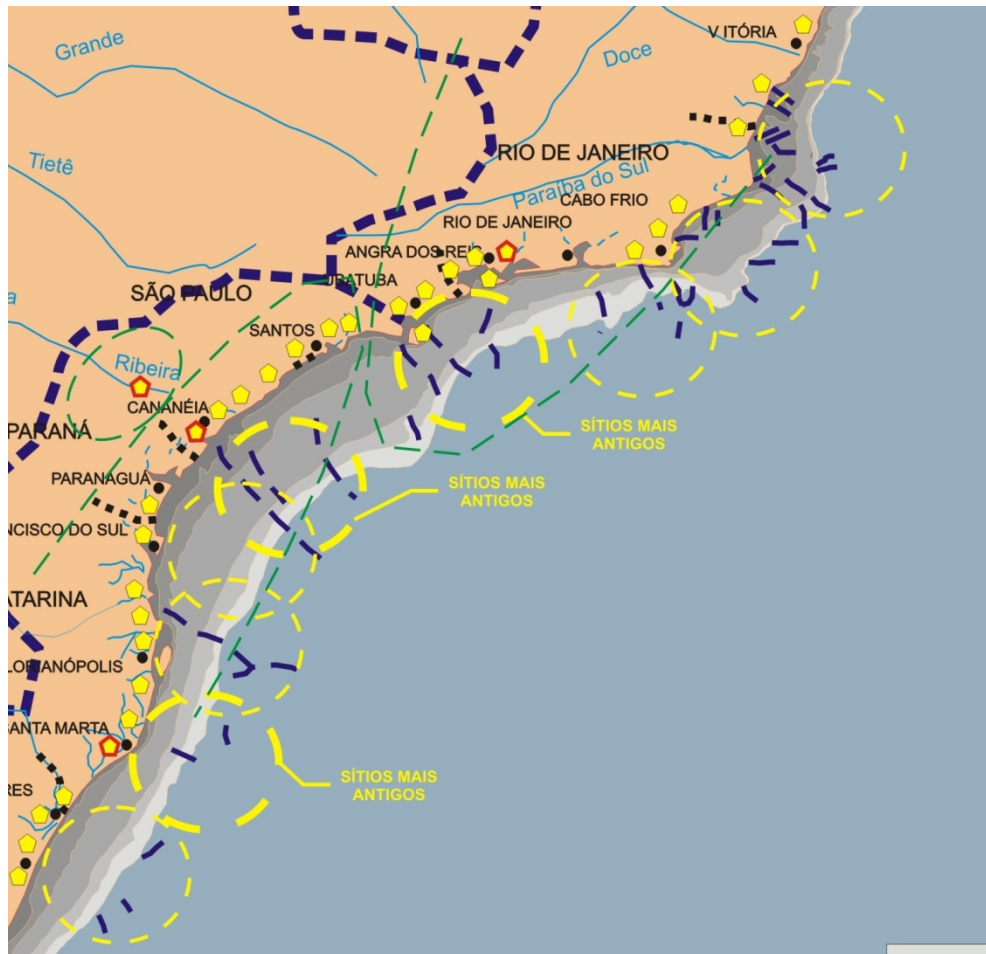 V ITÓRIA
Grande
Doce
Tietê
RIO DE JANEIRO
Paraíba do Sul
CABO FRIO
RIO DE JANEIRO
ANGRA DOS REIS
UBATUBA
SÃO PAULO
a
SANTOS
Ribeira
CANANÉIA
PARANÁ
SÍTIOS MAIS
ANTIGOS
PARANAGUÁ
SÍTIOS MAIS
ANTIGOS
NCISCO DO SUL
ATARINA
LORIANÓPOLIS
SANTA MARTA
SÍTIOS MAIS
ANTIGOS
RES